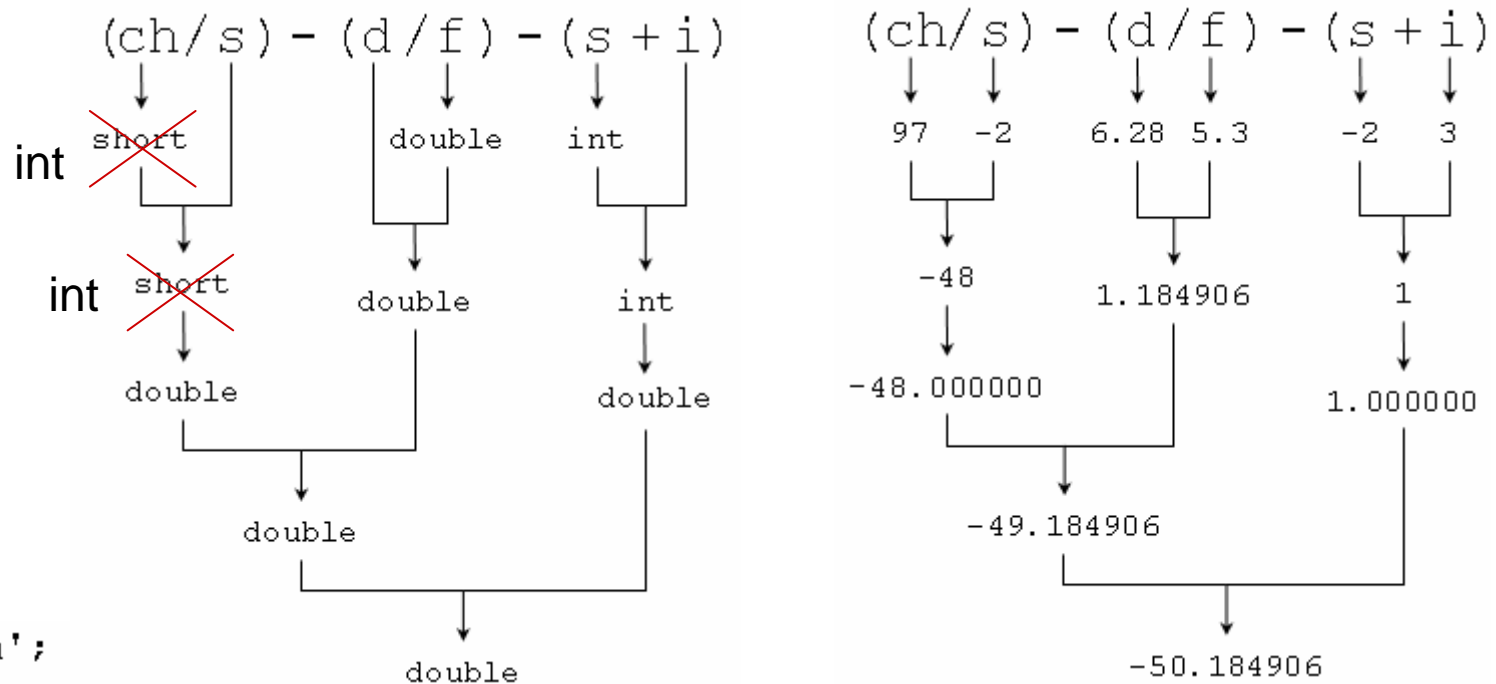 (ch/s) - (d/f) - (s + i)
(ch/s) - (d/f) - (s + i)
int
short
double
int
97
-2
6.28
5.3
-2
3
int
short
double
int
-48
1.184906
1
double
double
-48.000000
1.000000
double
-49.184906
';
double
-50.184906